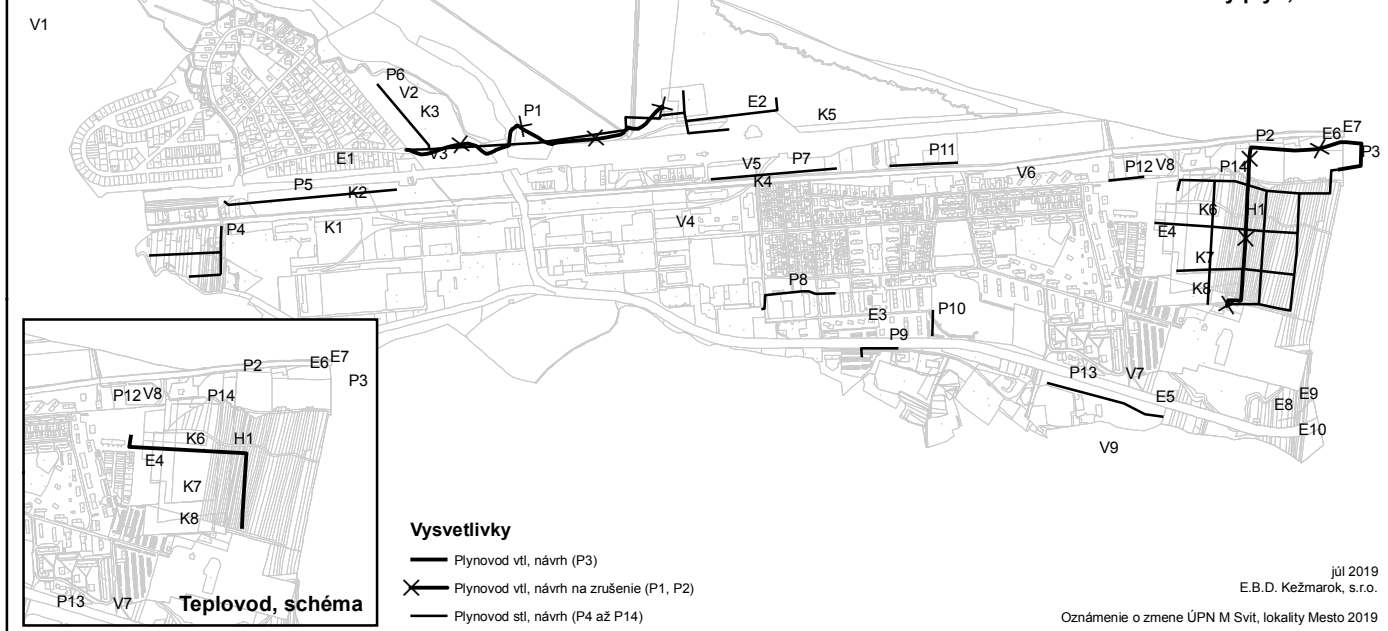 V1
P6
V2
K3
P1
E2
K5
V3
E1
P5
K2
K1
P4
V5
P7
K4
P11
V4
V6
P12
V8
P2
E6
E7
P3
P14
K6
H1
E4
K7
K8
P8
E3
P10
P9
P13
V7
E5
E8
E9
E10
V9
P2
E6
E7
P3
P12
V8
P14
K6
H1
E4
K7
K8
P13
V7
Teplovod, schéma
Vysvetlivky
Plynovod vtl, návrh (P3)
Plynovod vtl, návrh na zrušenie (P1, P2)
Plynovod stl, návrh (P4 až P14)
júl 2019
E.B.D. Kežmarok, s.r.o.
Oznámenie o zmene ÚPN M Svit, lokality Mesto 2019